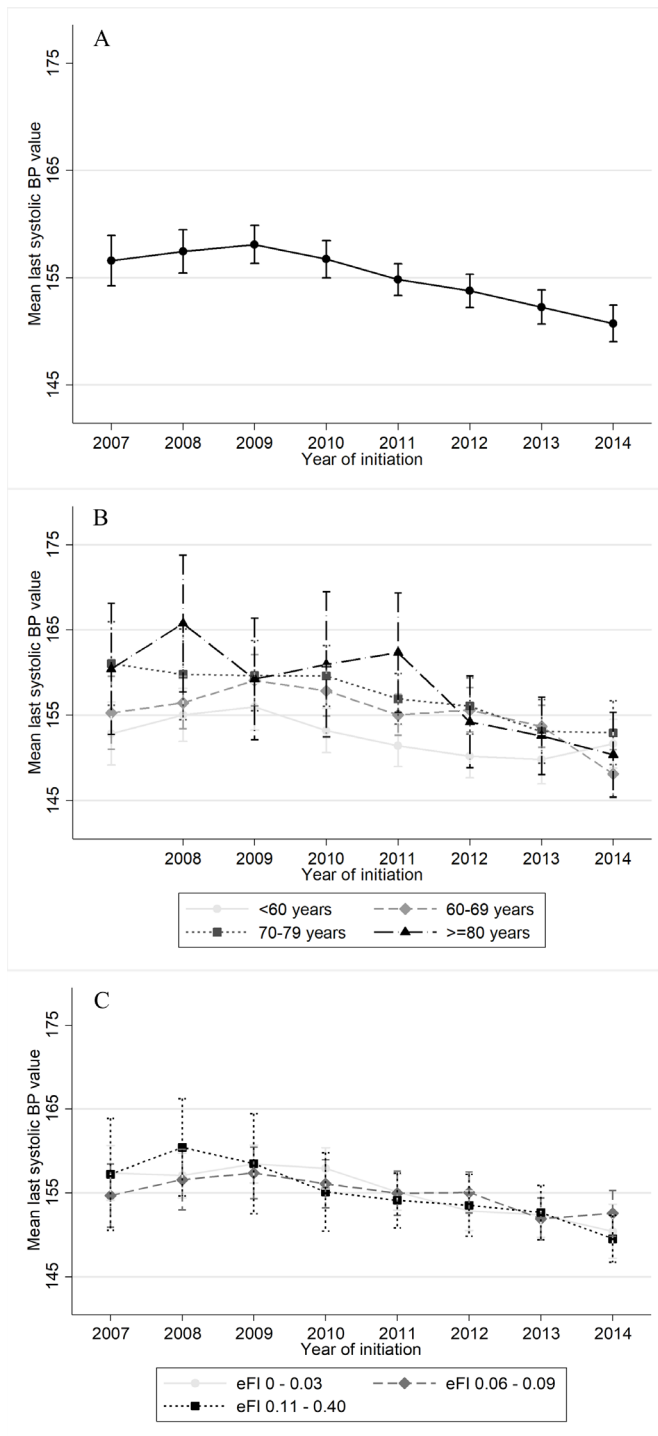 A
Mean last systolic BP value
175
165
155
145
2007 2008 2009 2010 2011 2012 2013 2014
Year of initiation
B
Mean last systolic BP value
175
165
155
145
2008 2009 2010 2011 2012 2013 2014
Year of initiation
<60 years 60-69 years
70-79 years >=80 years
C
Mean last systolic BP value
175
165
155
145
2007 2008 2009 2010 2011 2012 2013 2014
Year of initiation
eFI 0 - 0.03 eFI 0.06 - 0.09
eFI 0.11 - 0.40